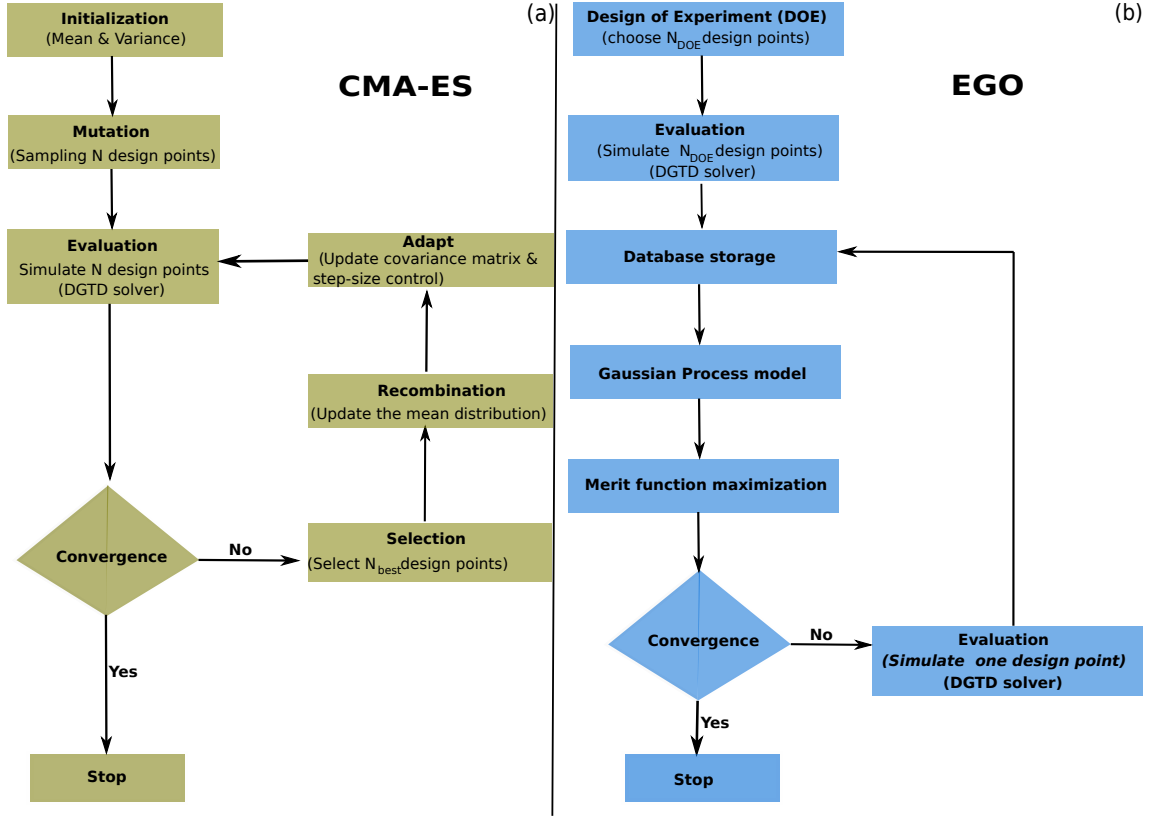 (a)
CMA-ES
Initialization
(Mean & Variance)
Mutation
(Sampling N design points)
Evaluation
Simulate N design points
(DGTD solver)
Adapt
(Update covariance matrix &
step-size control)
Recombination
(Update the mean distribution)
Selection
(Select Nbest design points)
Convergence
No
Yes
Stop
(b)
EGO
Design of Experiment (DOE)
(choose NDOE design points)
Evaluation
(Simulate NDOE design points)
(DGTD solver)
Database storage
Gaussian Process model
Merit function maximization
Convergence
No
Evaluation
(Simulate one design point)
(DGTD solver)
Yes
Stop